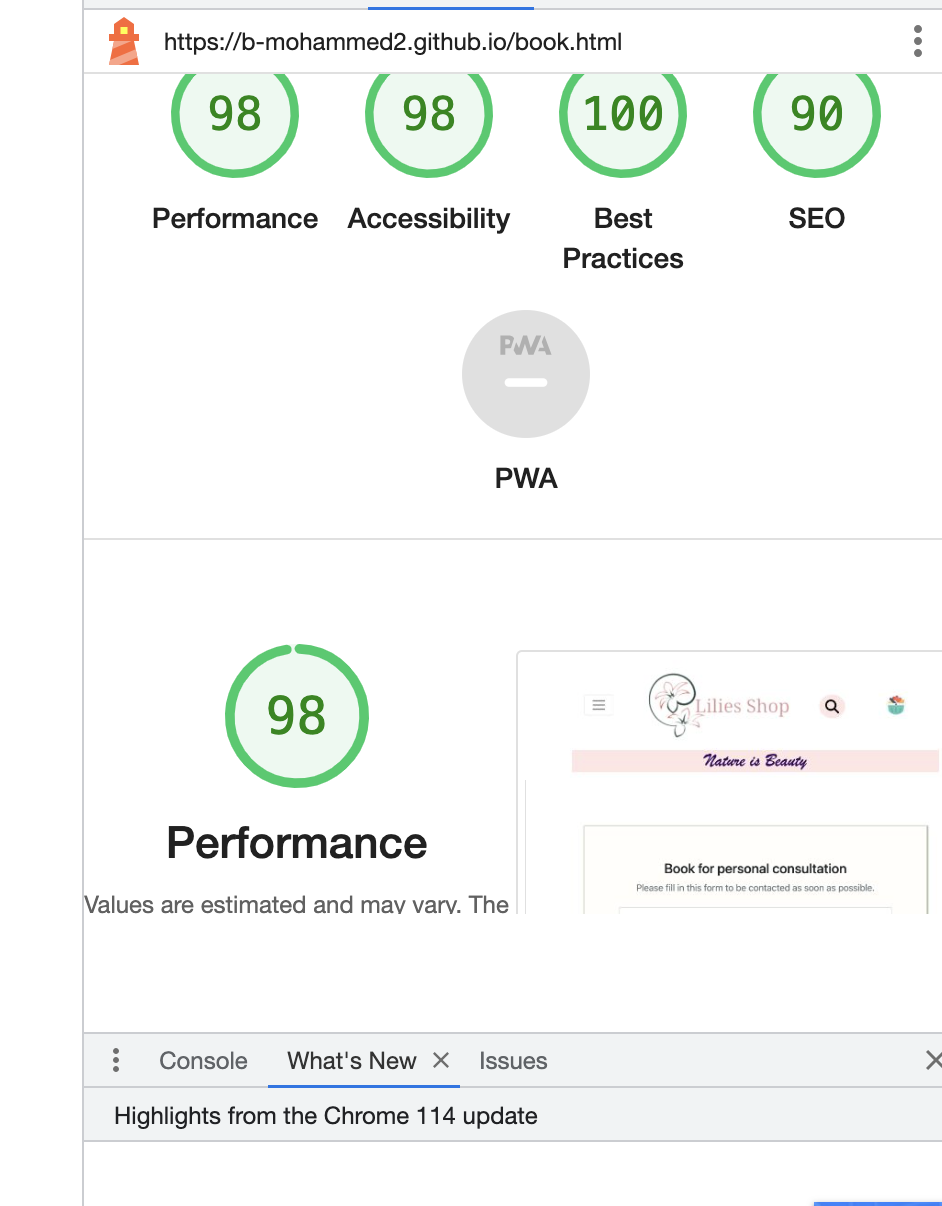 https://b-mohammed2.github.io/book.html
98 98 100 90
Performance Accessibility Best Practices SEO
PWA
PWA
98
Performance
Values are estimated and may vary. The
Lilies Shop
Nature is Beauty
Book for personal consultation
Please fill in this form to be contacted as soon as possible.
Console What's New Issues
Highlights from the Chrome 114 update